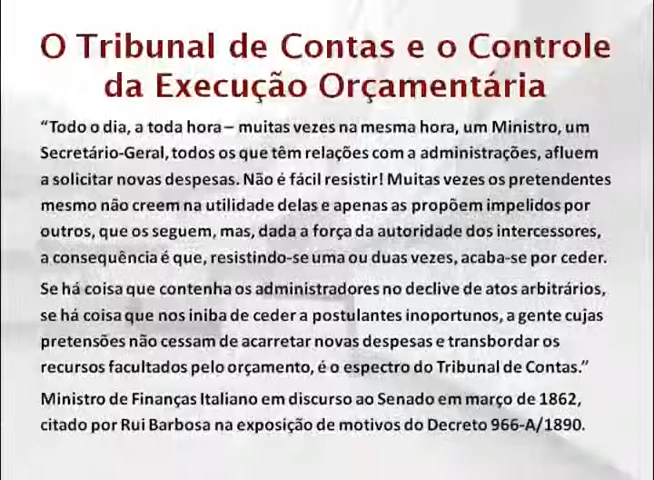 O Tribunal de Contas e o Controle
da Execução Orçamentária
“Todo o dia, a toda hora – muitas vezes na mesma hora, um Ministro, um
Secretário-Geral, todos os que têm relações com a administrações, afluem
a solicitar novas despesas. Não é fácil resistir! Muitas vezes os pretendentes
mesmo não creem na utilidade delas e apenas as propõem impelidos por
outros, que os seguem, mas, dada a força da autoridade dos intercessores,
a consequência é que, resistindo-se uma ou duas vezes, acaba-se por ceder.
Se há coisa que contenha os administradores no declive de atos arbitrários,
se há coisa que nos iniba de ceder a postulantes inoportunos, a gente cujas
pretensões não cessam de acarretar novas despesas e transbordar os
recursos facultados pelo orçamento, é o espectro do Tribunal de Contas.”
Ministro de Finanças Italiano em discurso ao Senado em março de 1862,
citado por Rui Barbosa na exposição de motivos do Decreto 966-A/1890.